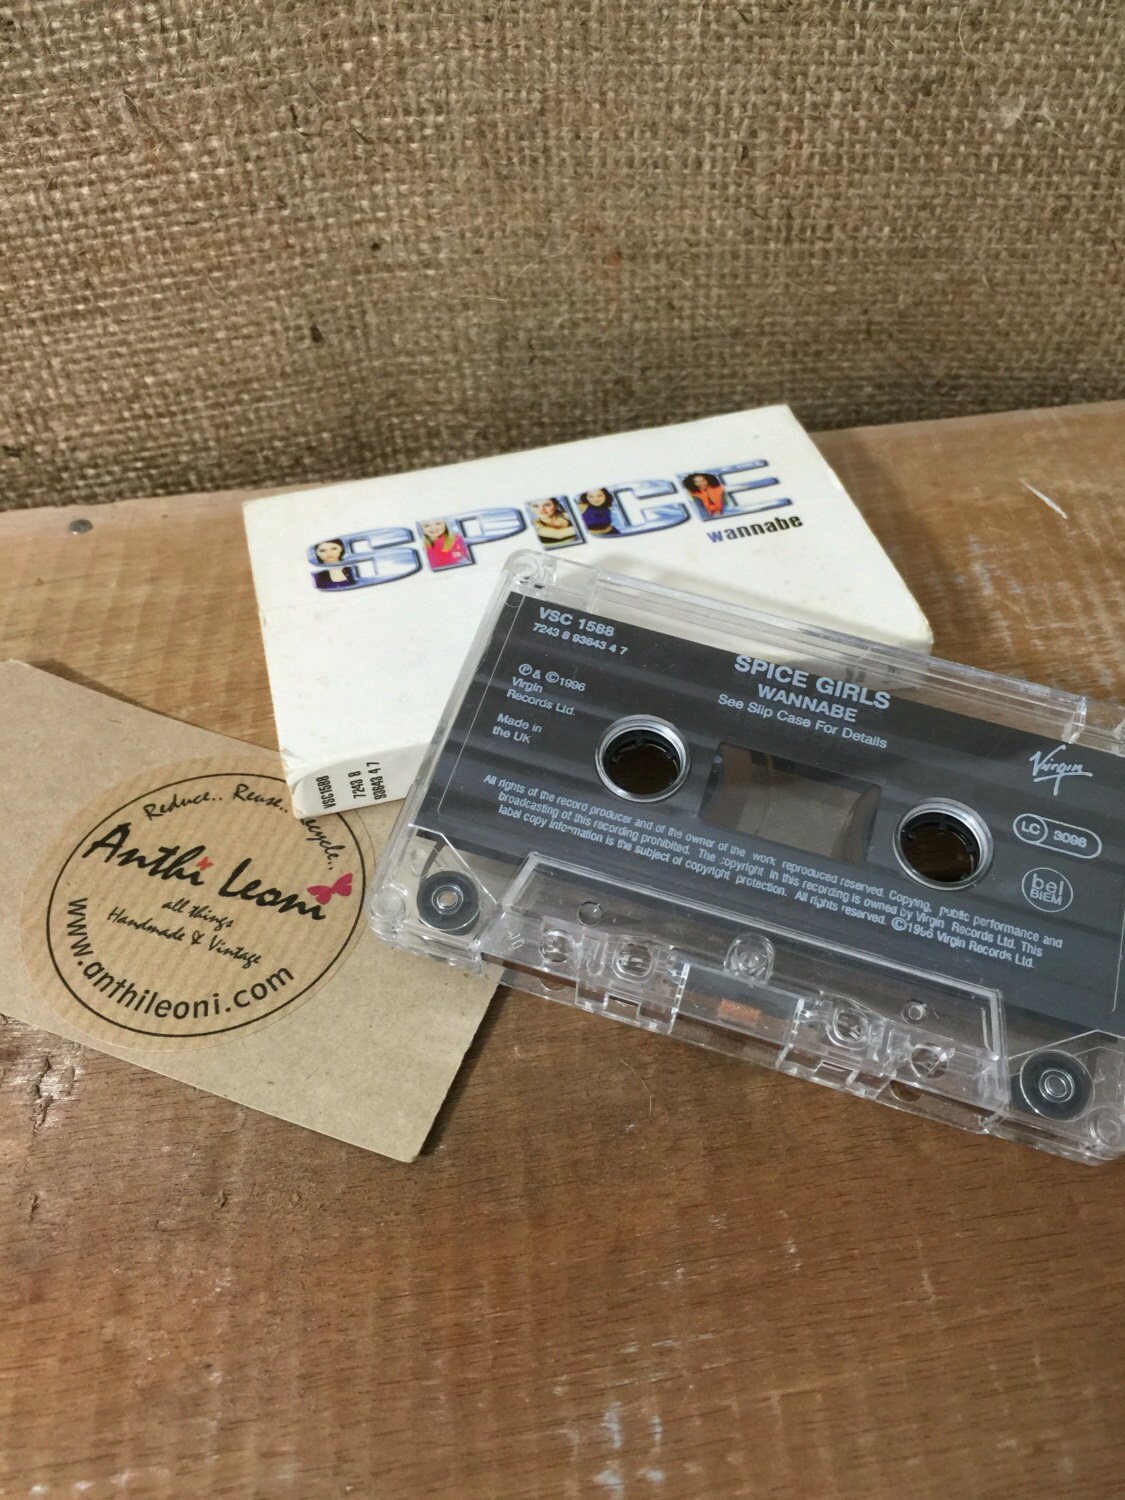 SPICE
wannabe
VSC1588
7243 8
93643 4 7
VSC 1588
7243 8 93643 4 7
SPICE GIRLS
WANNABE
See Slip Case For Details
℗ & ©1996
Virgin
Records Ltd.
Made in
the UK
Virgin
LC 3098
bel
BIEM
All rights of the record producer and of the owner of the work reproduced reserved. Copying, public performance and
broadcasting of this recording prohibited. The copyright in this recording is owned by Virgin Records Ltd. This
label copy information is the subject of copyright protection. All rights reserved. ©1996 Virgin Records Ltd.
Reduce.. Reuse.. Recycle..
Anthi Leoni
all things
Handmade & Vintage
www.anthileoni.com